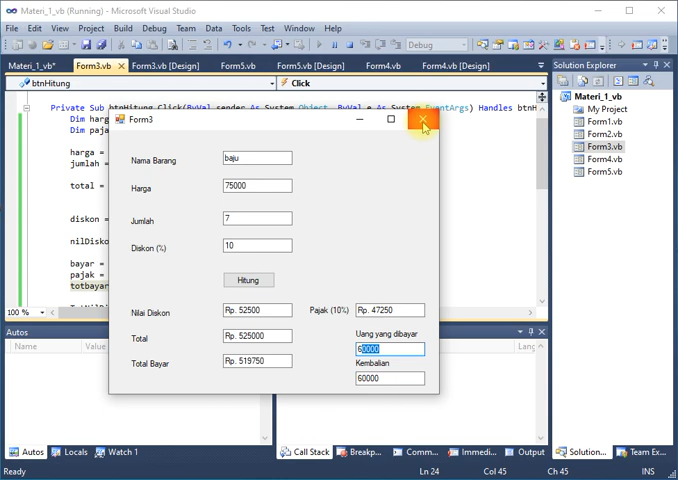 Materi_1_vb (Running) - Microsoft Visual Studio
File Edit View Project Build Debug Team Data Tools Test Window Help
Debug
Materi_1_vb* Form3.vb Form3.vb [Design] Form5.vb Form5.vb [Design] Form4.vb Form4.vb [Design]
Solution Explorer
btnHitung Click
Materi_1_vb
My Project
Form1.vb
Form2.vb
Form3.vb
Form4.vb
Form5.vb
Private Sub btnHitung_Click(ByVal sender As System.Object, ByVal e As System.EventArgs) Handles btnH
Dim harg
Dim paja
harga =
jumlah =
total =
diskon =
nilDisko
bayar =
pajak =
totbayar
TotNilDi
Form3
Nama Barang baju
Harga 75000
Jumlah 7
Diskon (%) 10
Hitung
Nilai Diskon Rp. 52500 Pajak (10%) Rp. 47250
Total Rp. 525000
Uang yang dibayar
60000
Total Bayar Rp. 519750
Kembalian
60000
100 %
Autos
Name Value Lang
Autos Locals Watch 1
Call Stack Breakp... Comm... Immedi... Output
Solution... Team Ex...
Ready Ln 24 Col 45 Ch 45 INS